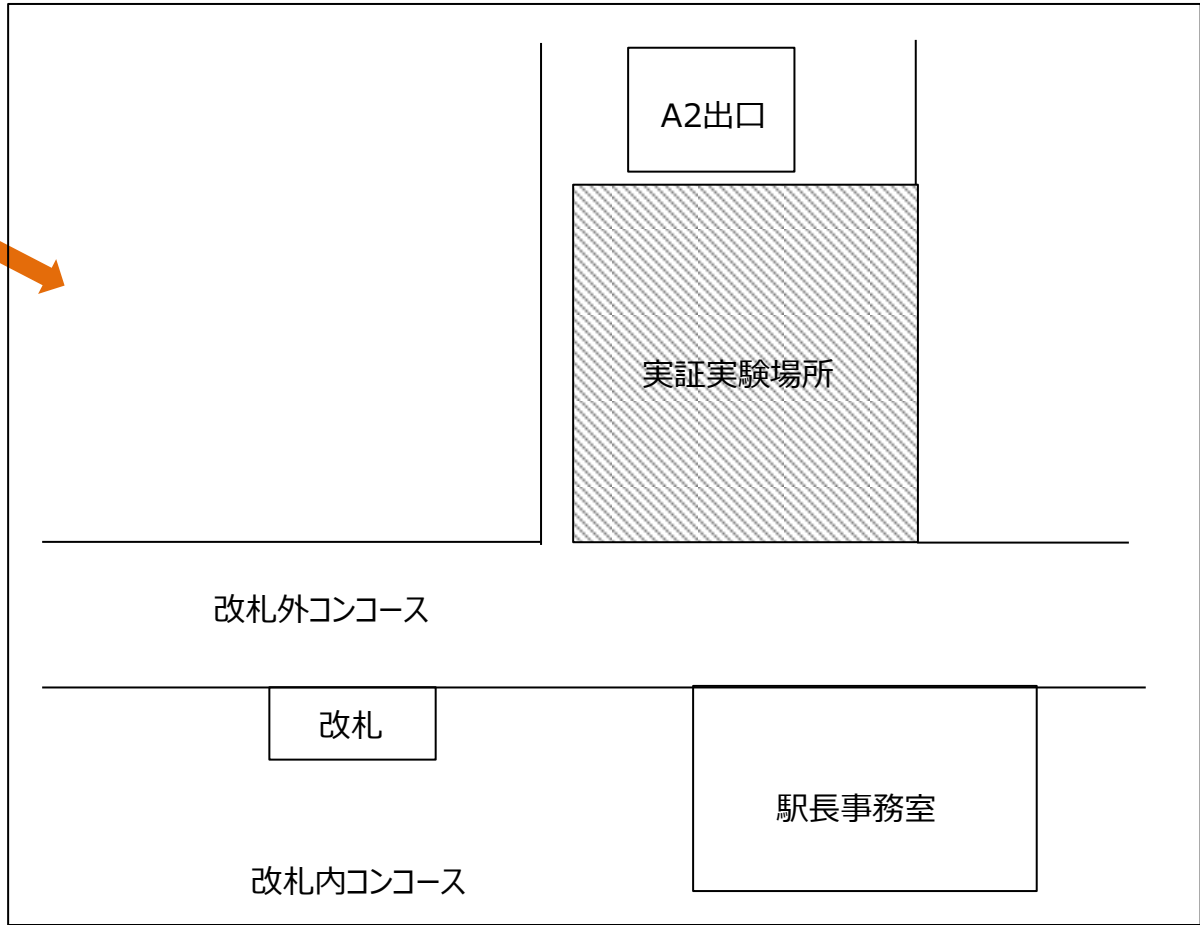 A2出口
実証実験場所
改札外コンコース
改札
駅長事務室
改札内コンコース